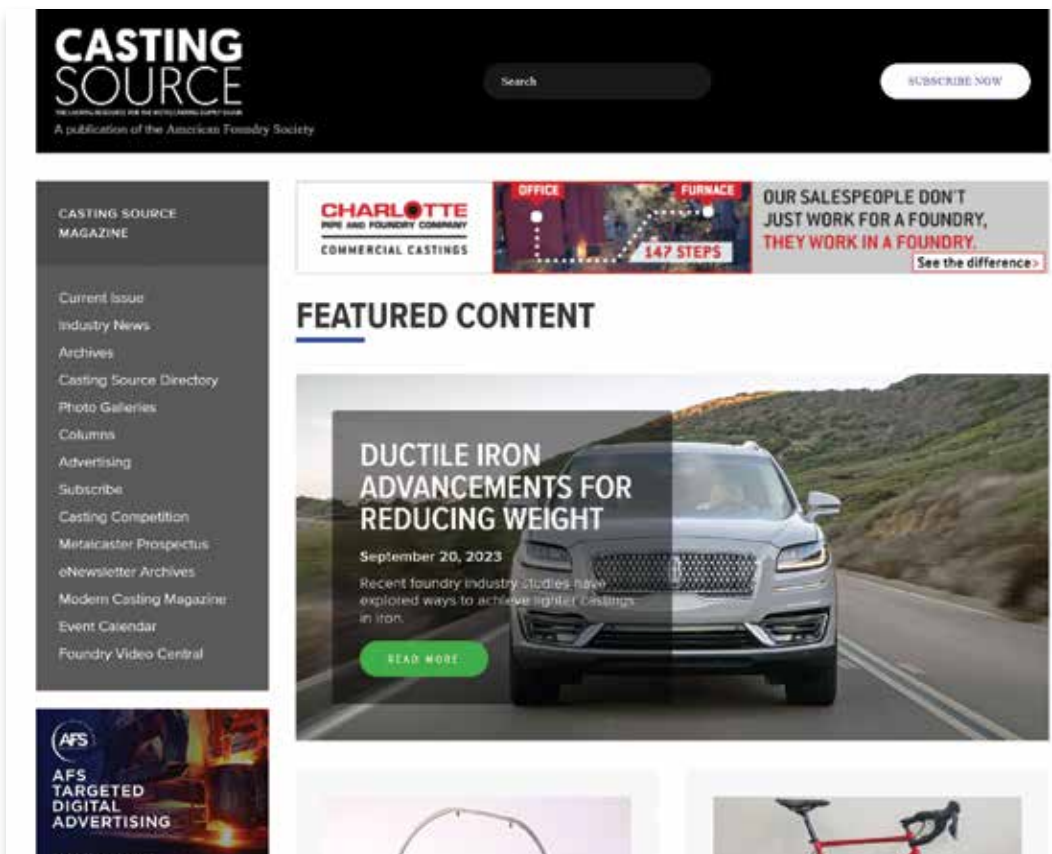 CASTING
SOURCE
A publication of the American Foundry Society
Search
SUBSCRIBE NOW
CASTING SOURCE
MAGAZINE
Current Issue
Industry News
Archives
Casting Source Directory
Photo Galleries
Columns
Advertising
Subscribe
Casting Competition
Metalcaster Prospectus
eNewsletter Archives
Modern Casting Magazine
Event Calendar
Foundry Video Central
AFS
AFS
TARGETED
DIGITAL
ADVERTISING
CHARLOTTE
PIPE AND FOUNDRY COMPANY
COMMERCIAL CASTINGS
OFFICE
FURNACE
147 STEPS
OUR SALESPEOPLE DON'T
JUST WORK FOR A FOUNDRY,
THEY WORK IN A FOUNDRY.
See the difference>
FEATURED CONTENT
DUCTILE IRON
ADVANCEMENTS FOR
REDUCING WEIGHT
September 20, 2023
Recent foundry industry studies have
explored ways to achieve lighter castings
in iron.
READ MORE